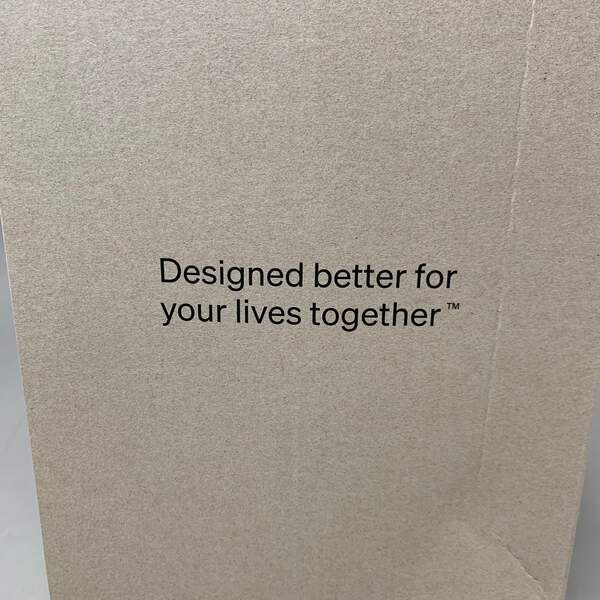 Designed better for
your lives together™